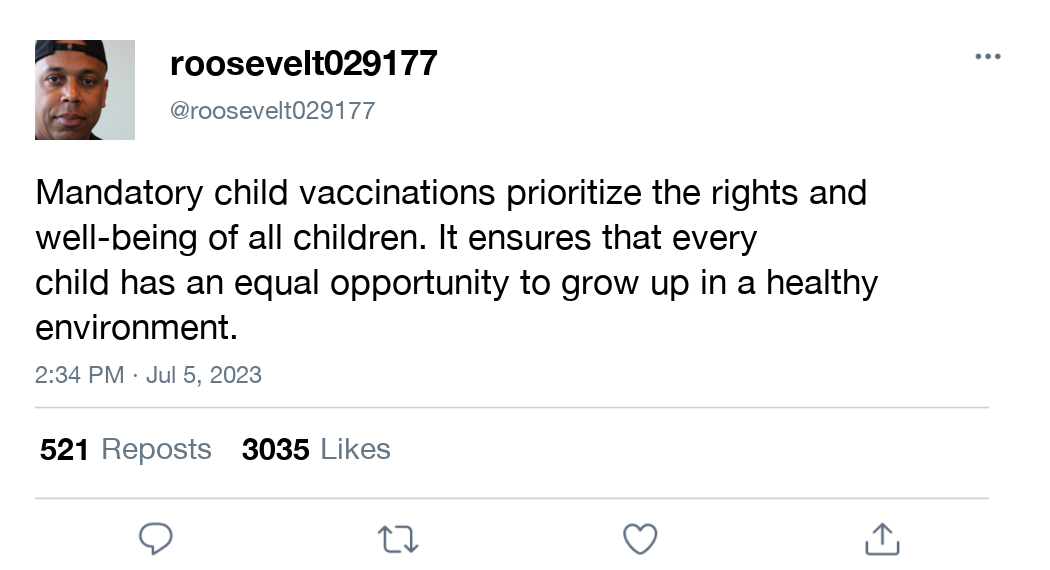 roosevelt029177
@roosevelt029177
Mandatory child vaccinations prioritize the rights and
well-being of all children. It ensures that every
child has an equal opportunity to grow up in a healthy
environment.
2:34 PM · Jul 5, 2023
521 Reposts 3035 Likes